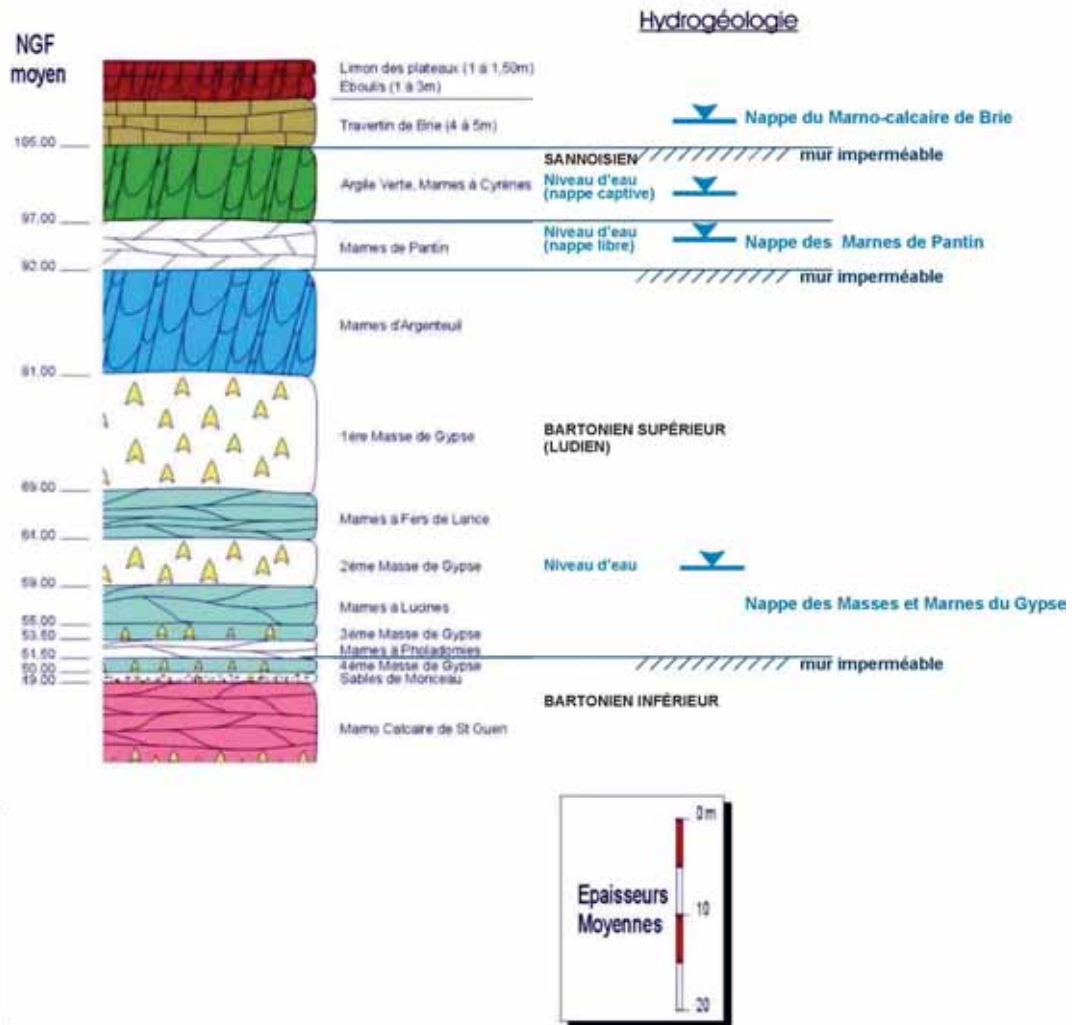 Hydrogéologie
NGF
moyen
Limon des plateaux (1 à 1,50m)
Eboulis (1 à 3m)
Travertin de Brie (4 à 5m)
Nappe du Marno-calcaire de Brie
105.00
SANNOISIEN
mur imperméable
Argile Verte, Marnes à Cyrènes
Niveau d'eau
(nappe captive)
97.00
Marnes de Pantin
Niveau d'eau
(nappe libre)
Nappe des Marnes de Pantin
92.00
mur imperméable
Marnes d'Argenteuil
81.00
1ère Masse de Gypse
BARTONIEN SUPÉRIEUR
(LUDIEN)
69.00
Marnes à Fers de Lance
64.00
2ème Masse de Gypse
Niveau d'eau
59.00
Marnes à Lucines
Nappe des Masses et Marnes du Gypse
55.00
3ème Masse de Gypse
53.50
Marnes à Pholadomies
51.50
4ème Masse de Gypse
mur imperméable
50.00
Sables de Monceau
49.00
BARTONIEN INFÉRIEUR
Marno Calcaire de St Ouen
0 m
Epaisseurs
Moyennes
10
20